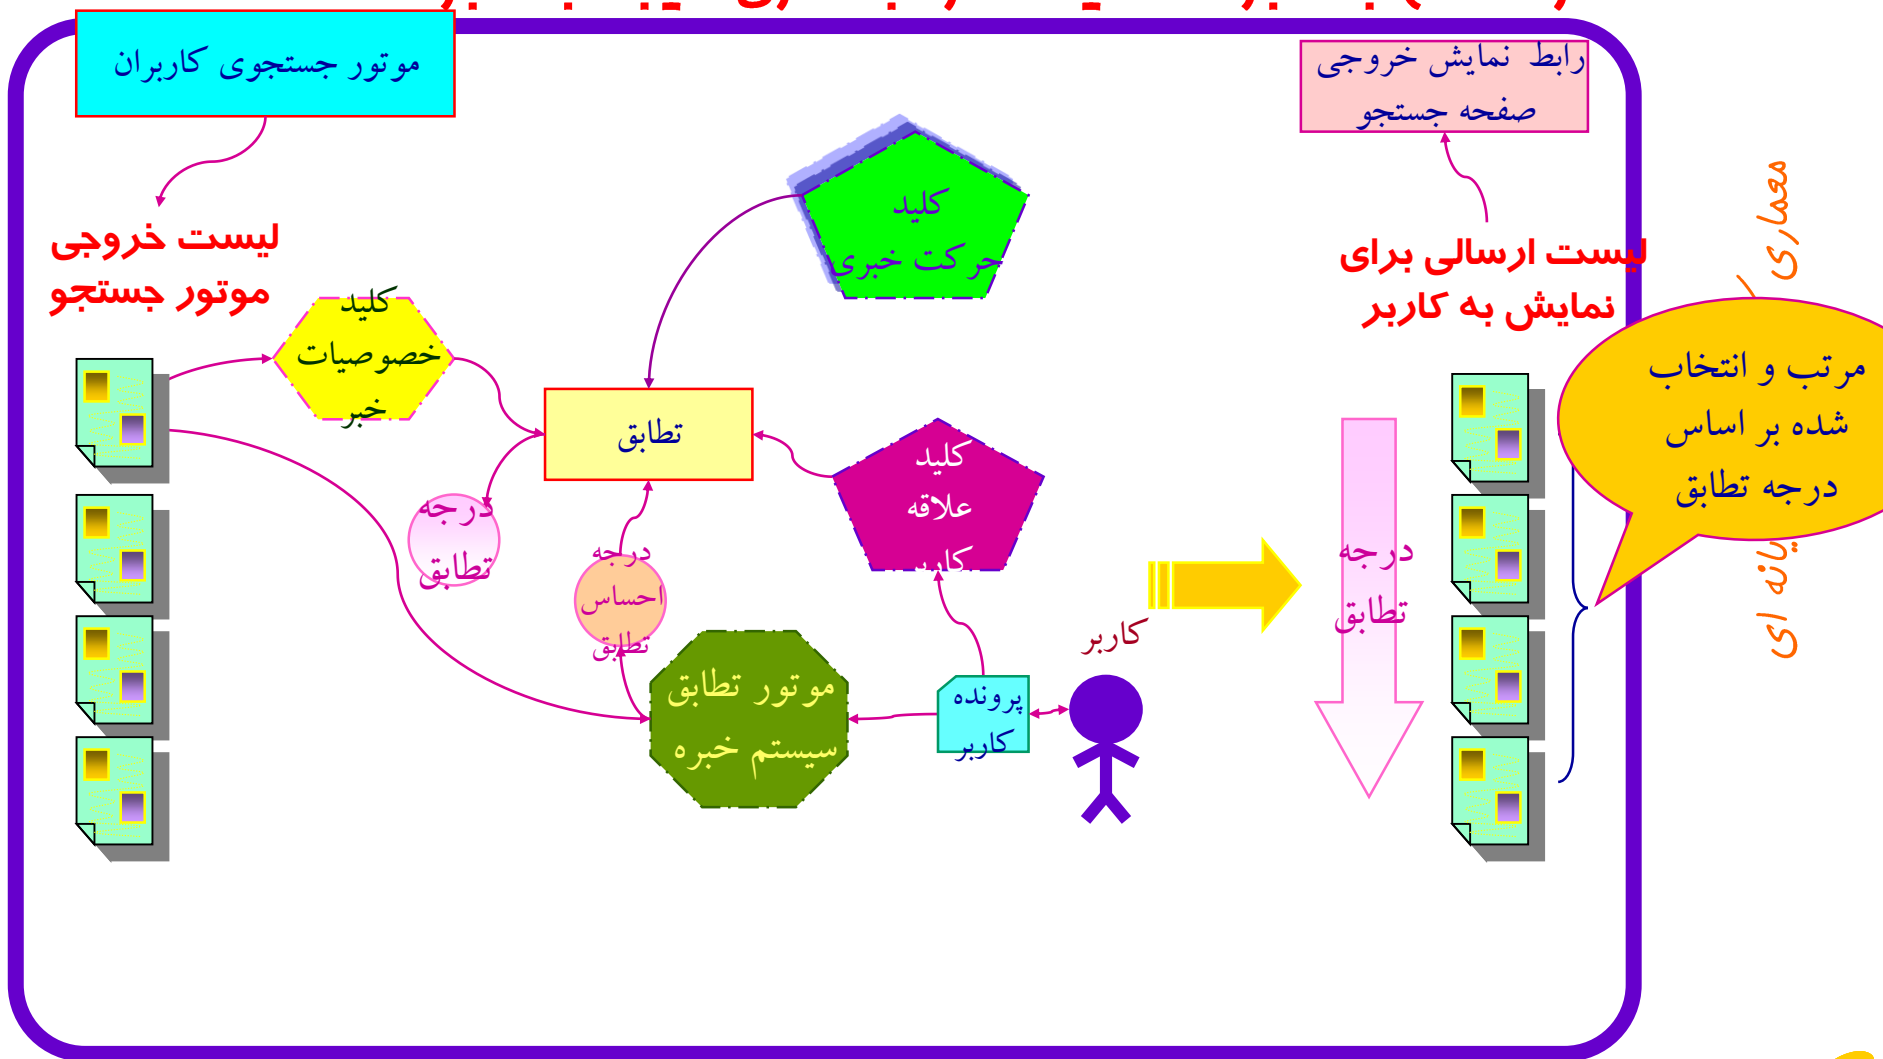 موتور جستجوی کاربران
رابط نمایش خروجی
صفحه جستجو
کلید
حرکت خبری
لیست خروجی
موتور جستجو
لیست ارسالی برای
نمایش به کاربر
معماری
کلید
خصوصیات
خبر
تطابق
کلید
علاقه
کاربر
مرتب و انتخاب
شده بر اساس
درجه تطابق
درجه
تطابق
درجه
احساس
تطابق
درجه
تطابق
کاربر
موتور تطابق
سیستم خبره
پرونده
کاربر